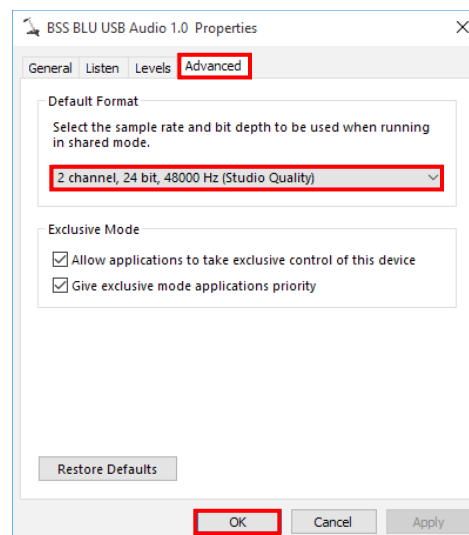 BSS BLU USB Audio 1.0 Properties
General Listen Levels Advanced
Default Format
Select the sample rate and bit depth to be used when running
in shared mode.
2 channel, 24 bit, 48000 Hz (Studio Quality)
Exclusive Mode
Allow applications to take exclusive control of this device
Give exclusive mode applications priority
Restore Defaults
OK Cancel Apply